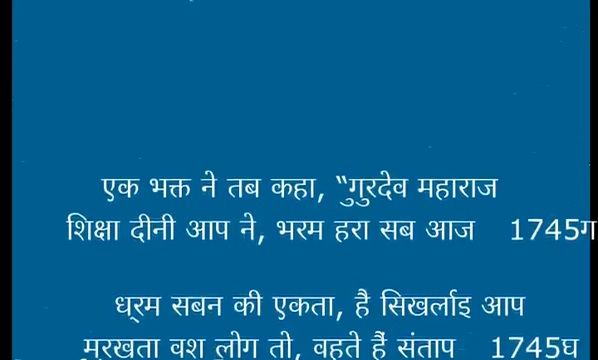 एक भक्त ने तब कहा, “गुरदेव महाराज
शिक्षा दीनी आप ने, भरम हरा सब आज 1745ग
धर्म सबन की एकता, है सिखर्लाइ आप
मूरखता वश लोग तो, वहते हैं संताप 1745घ